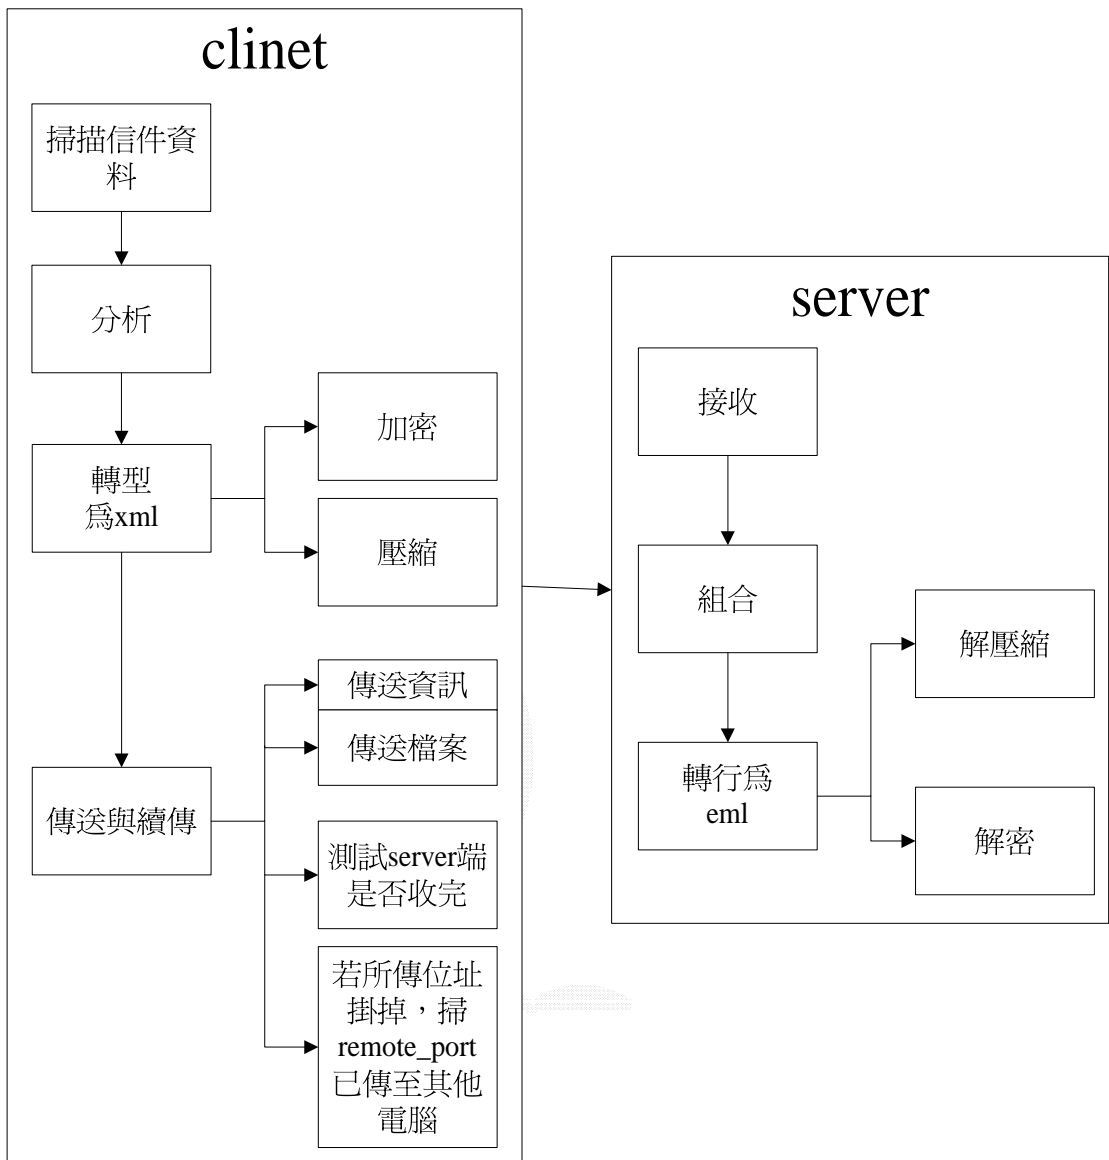 clinet
掃描信件資
料
分析
轉型
爲xml
加密
壓縮
傳送與續傳
傳送資訊
傳送檔案
測試server端
是否收完
若所傳位址
掛掉，掃
remote_port
已傳至其他
電腦
server
接收
組合
轉行爲
eml
解壓縮
解密